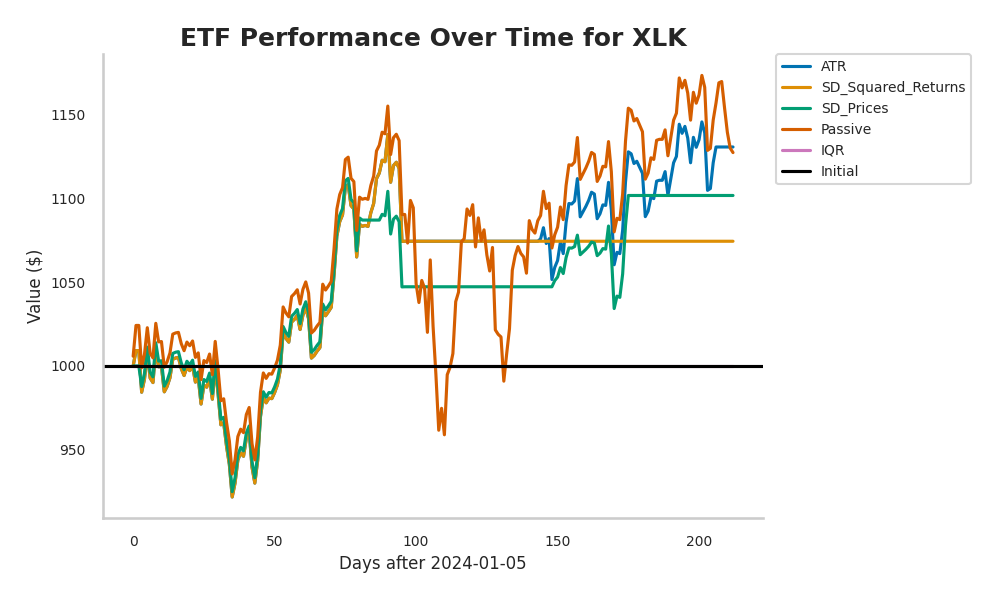 ETF Performance Over Time for XLK
ATR
SD_Squared_Returns
SD_Prices
Passive
IQR
Initial
Value ($)
1150
1100
1050
1000
950
0 50 100 150 200
Days after 2024-01-05